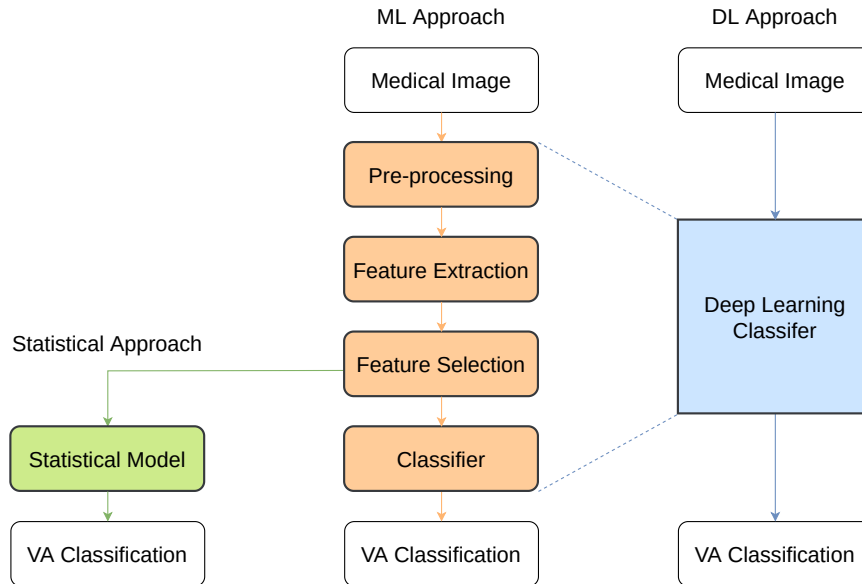 ML Approach
DL Approach
Medical Image
Medical Image
Pre-processing
Feature Extraction
Deep Learning
Classifer
Statistical Approach
Feature Selection
Statistical Model
Classifier
VA Classification
VA Classification
VA Classification